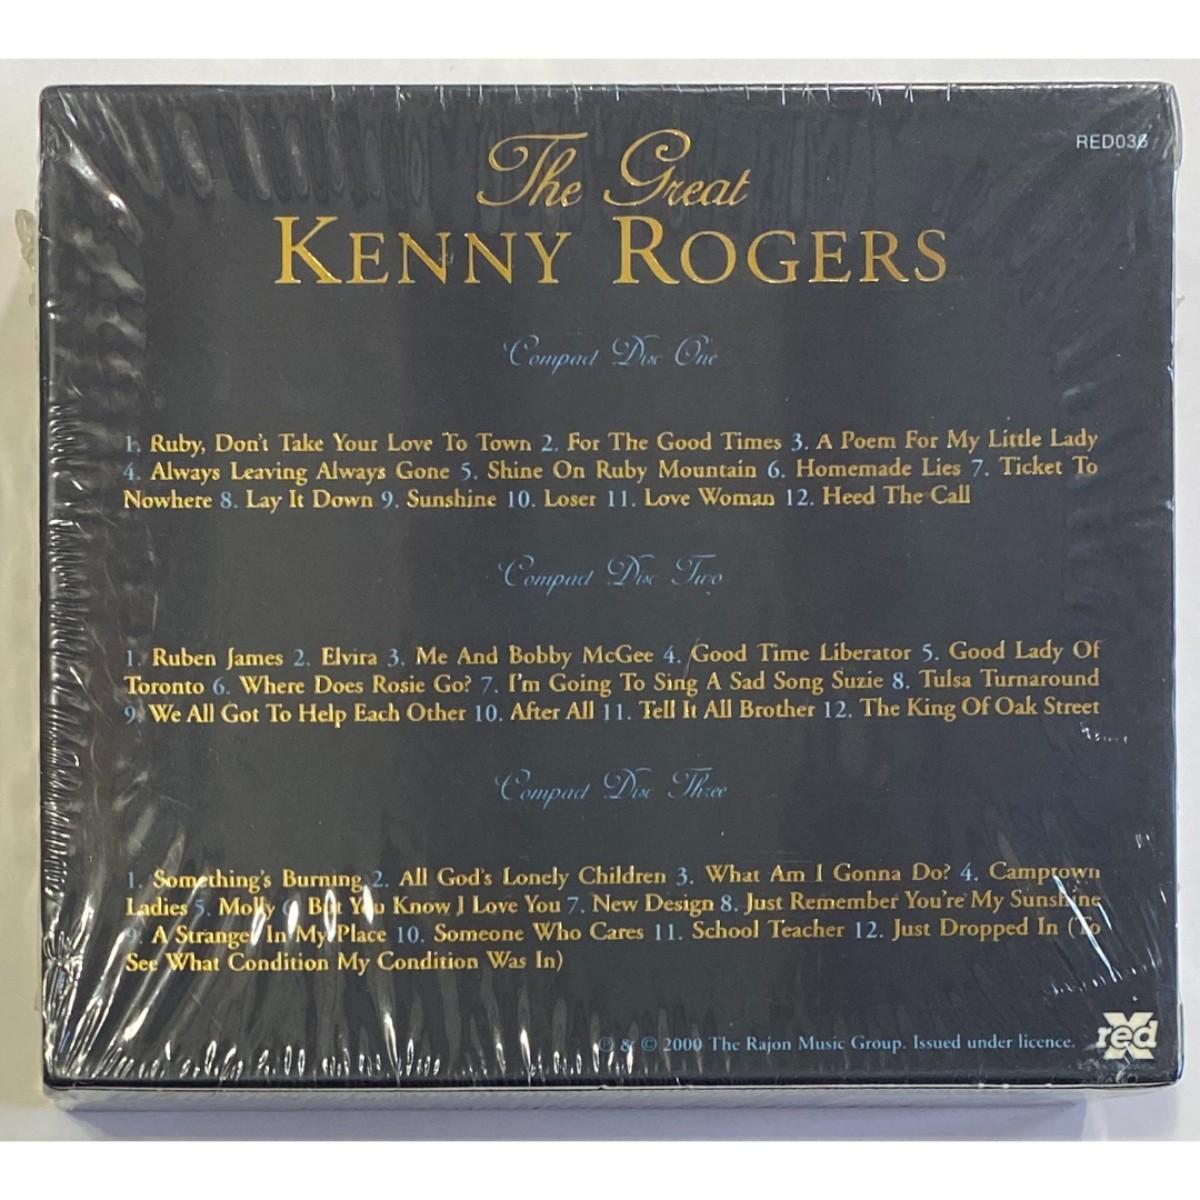 The Great
RED036
KENNY ROGERS
Compact Disc One
1. Ruby, Don't Take Your Love To Town 2. For The Good Times 3. A Poem For My Little Lady
4. Always Leaving Always Gone 5. Shine On Ruby Mountain 6. Homemade Lies 7. Ticket To
Nowhere 8. Lay It Down 9. Sunshine 10. Loser 11. Love Woman 12. Heed The Call
Compact Disc Two
1. Ruben James 2. Elvira 3. Me And Bobby McGee 4. Good Time Liberator 5. Good Lady Of
Toronto 6. Where Does Rosie Go? 7. I'm Going To Sing A Sad Song Suzie 8. Tulsa Turnaround
9. We All Got To Help Each Other 10. After All 11. Tell It All Brother 12. The King Of Oak Street
Compact Disc Three
1. Something's Burning 2. All God's Lonely Children 3. What Am I Gonna Do? 4. Camptown
Ladies 5. Molly 6. But You Know I Love You 7. New Design 8. Just Remember You're My Sunshine
9. A Stranger In My Place 10. Someone Who Cares 11. School Teacher 12. Just Dropped In (To
See What Condition My Condition Was In)
℗ & © 2000 The Rajon Music Group. Issued under licence.
red X